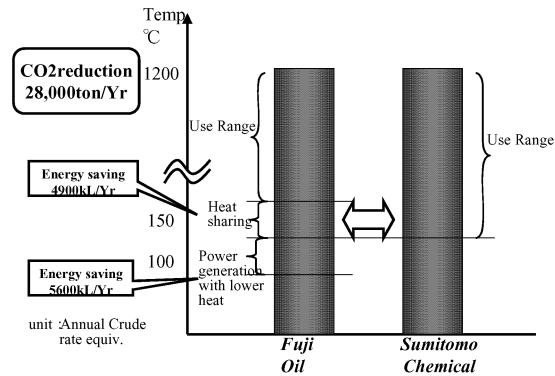 Temp
℃
CO2reduction
28,000ton/Yr
1200
Use Range
Use Range
Energy saving
4900kL/Yr
Heat
sharing
150
Power
generation
with lower
heat
100
Energy saving
5600kL/Yr
unit :Annual Crude
rate equiv.
Fuji
Oil
Sumitomo
Chemical